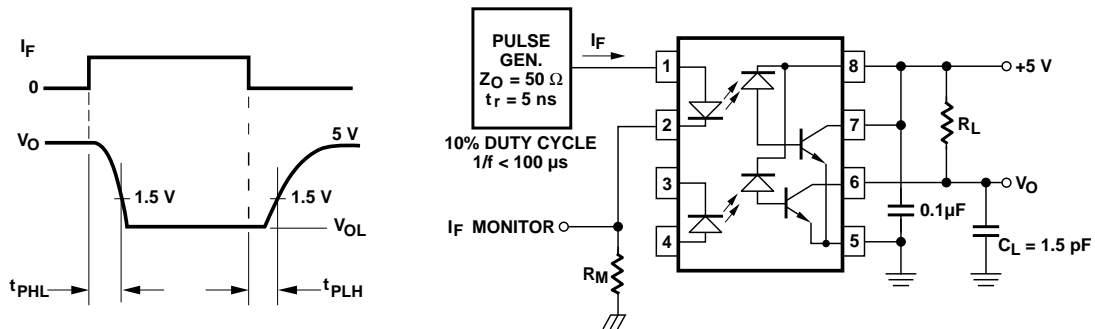 I_F
0
V_O
5 V
1.5 V
1.5 V
V_OL
t_PHL
t_PLH
PULSE
GEN.
Z_O = 50 Ω
t_r = 5 ns
I_F
10% DUTY CYCLE
1/f < 100 µs
I_F MONITOR
R_M
1
2
3
4
8
7
6
5
+5 V
R_L
V_O
0.1µF
C_L = 1.5 pF